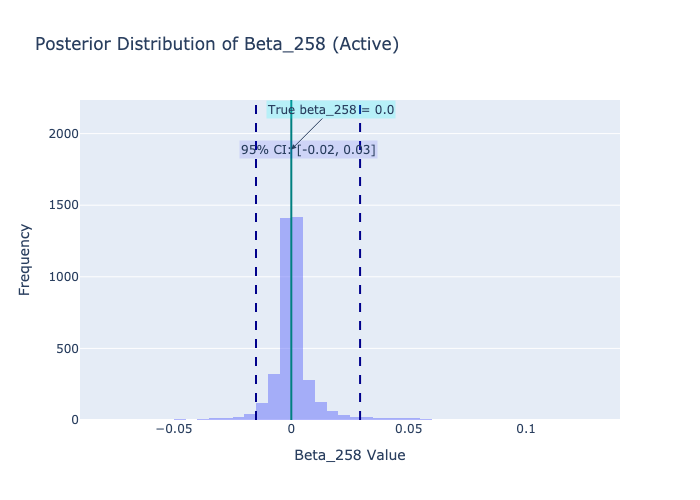 Posterior Distribution of Beta_258 (Active)
True beta_258 = 0.0
95% CI: [-0.02, 0.03]
2000
1500
1000
500
0
Frequency
−0.05
0
0.05
0.1
Beta_258 Value